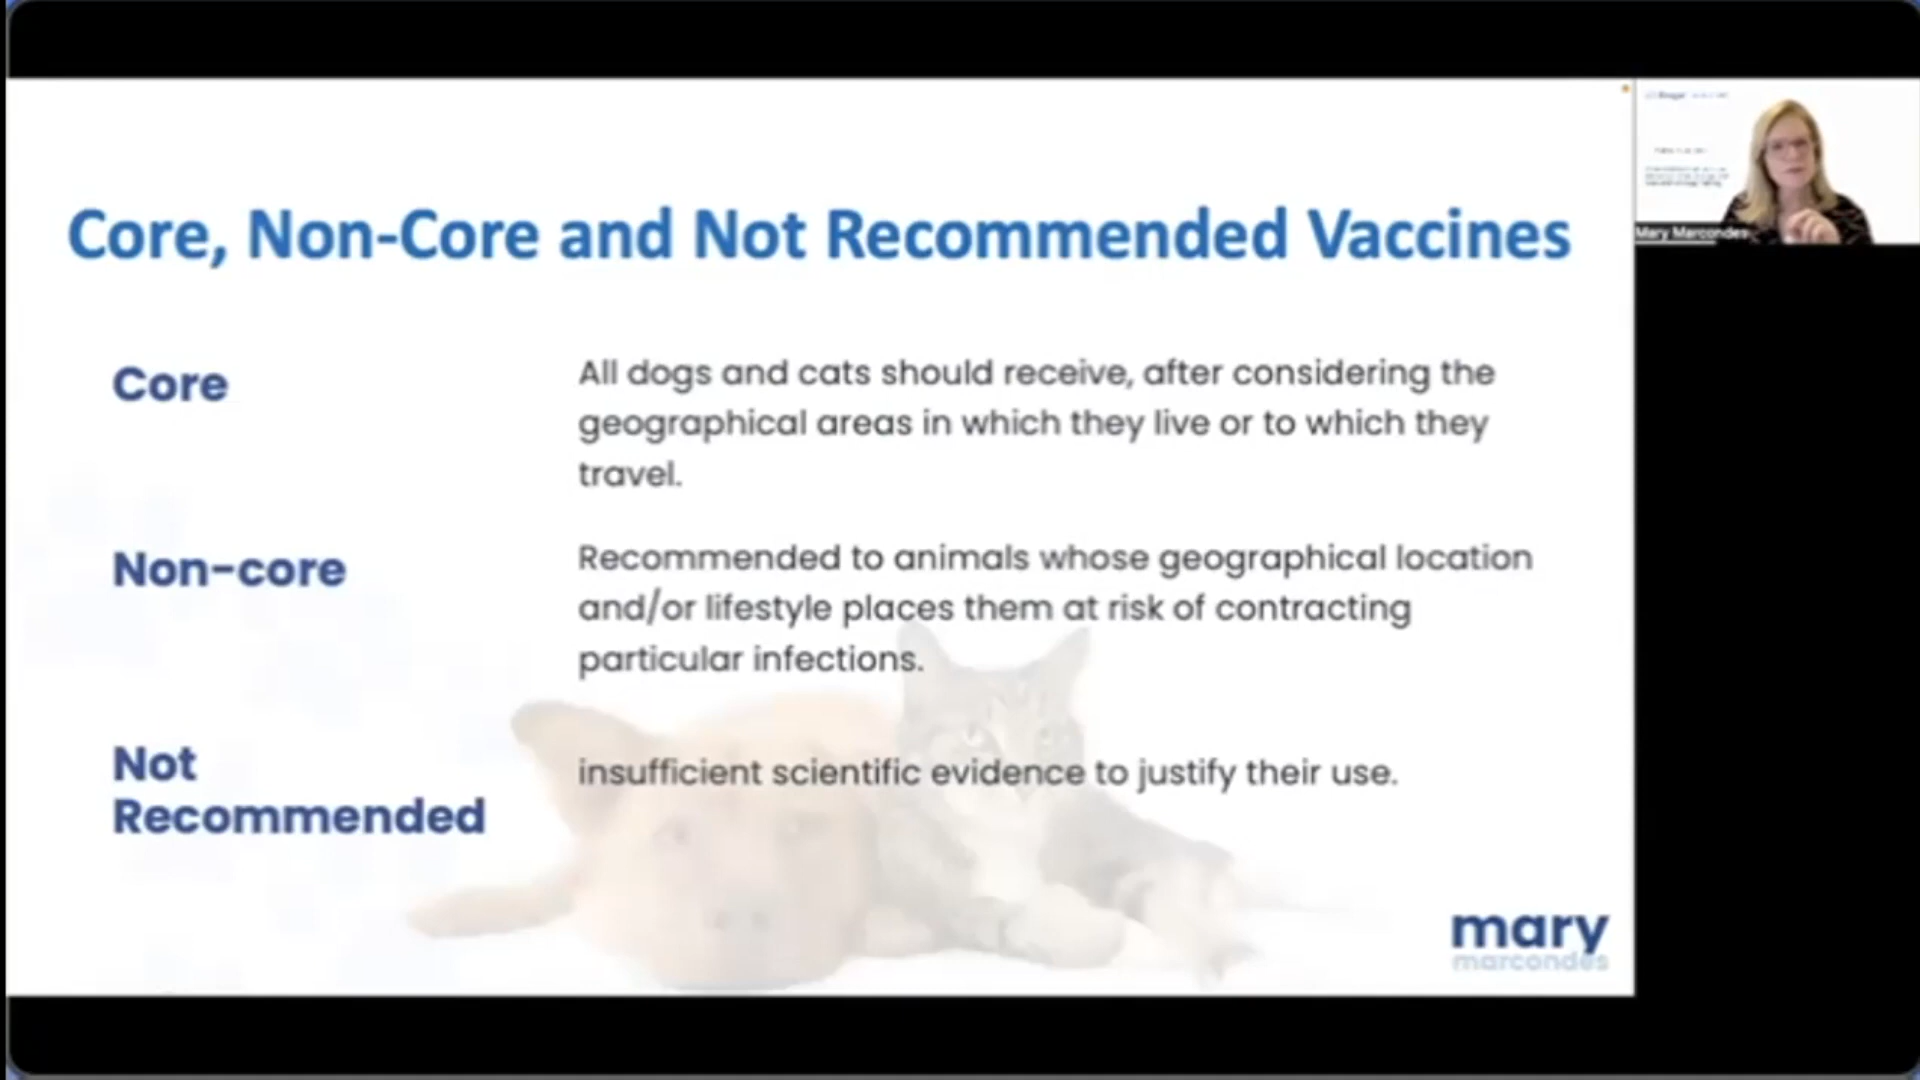 Core, Non-Core and Not Recommended Vaccines
Core
All dogs and cats should receive, after considering the
geographical areas in which they live or to which they
travel.
Non-core
Recommended to animals whose geographical location
and/or lifestyle places them at risk of contracting
particular infections.
Not
Recommended
insufficient scientific evidence to justify their use.
mary
marcondes
Mary Marcondes